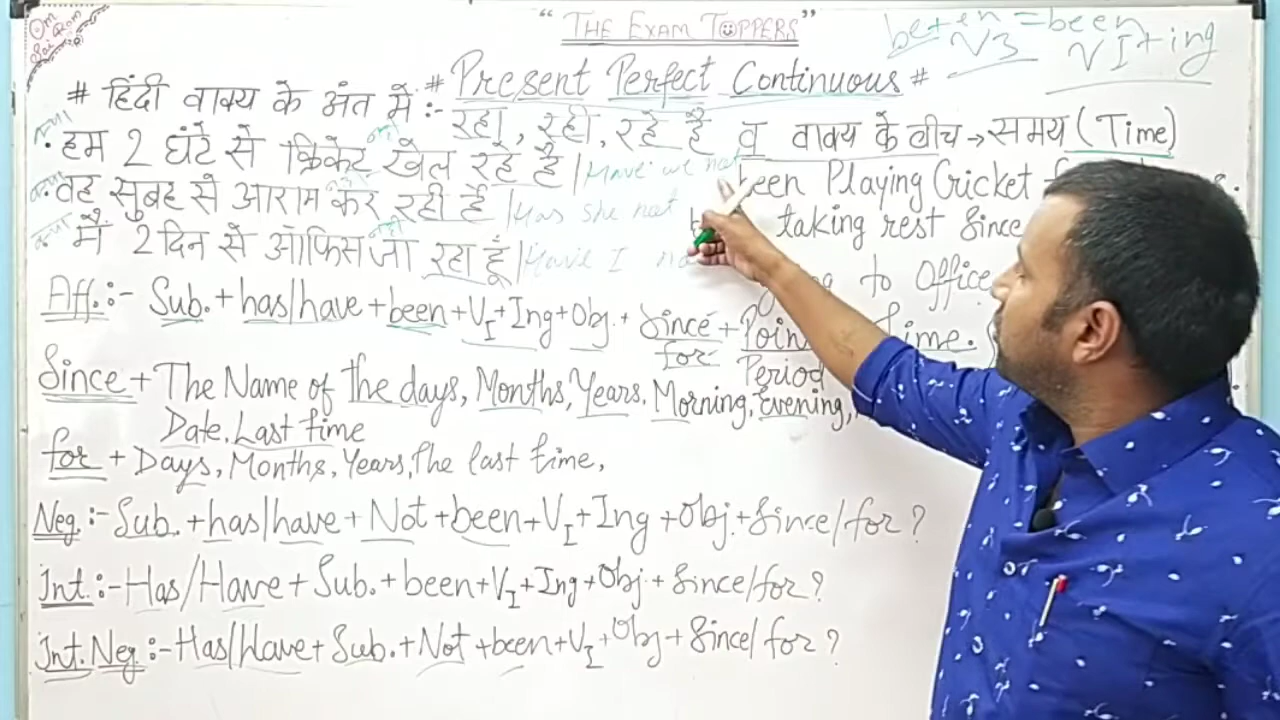 Om
Sai Ram
“THE EXAM TOPPERS”
be+en = been
V3 VI+ing
# Present Perfect Continuous #
# हिंदी वाक्य के अंत में :- रहा, रही, रहे है व वाक्य के बीच → समय (Time)
क्या नहीं
. हम 2 घंटे से क्रिकेट खेल रहे है | Have we not been Playing Cricket
क्या
. वह सुबह से आराम कर रही है | Has she not taking rest Since
क्या नहीं
मैं 2 दिन से ऑफिस जा रहा हूँ | Have I to Office
Aff. :- Sub. + has/have + been + VI + Ing + Obj. + Since +
for Period
Since + The Name of the days, Months, Years, Morning, Evening,
Date, Last time
for + Days, Months, Years, The last time,
Neg. :- Sub. + has/have + Not + been + VI + Ing + Obj. + Since/for ?
Int. :- Has/Have + Sub. + been + VI + Ing + Obj. + Since/for ?
Int. Neg. :- Has/Have + Sub. + Not + been + VI + Obj + Since/for ?